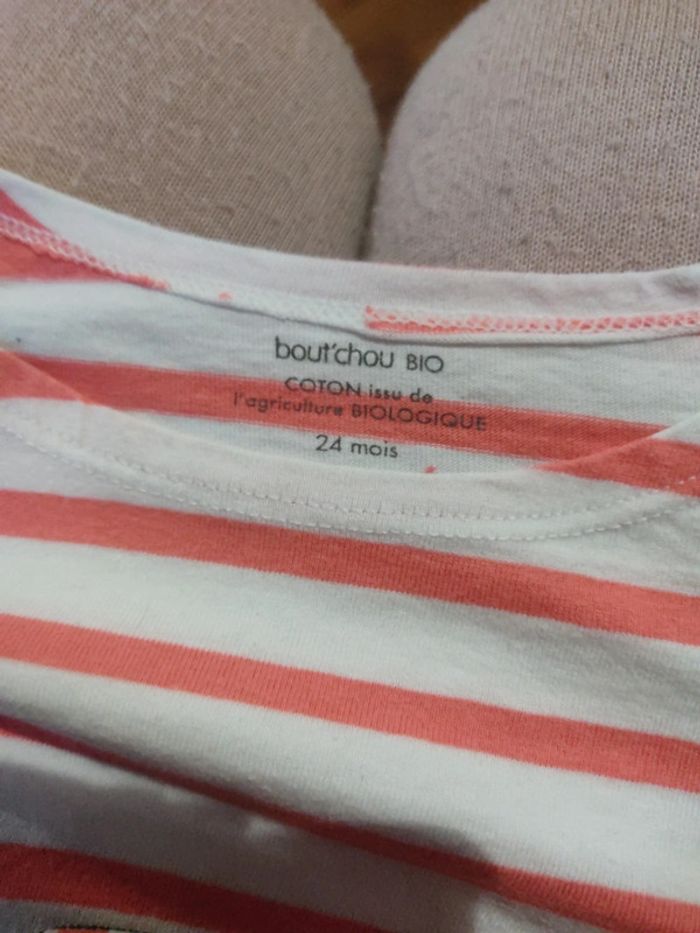 bout'chou BIO
COTON issu de
l'agriculture BIOLOGIQUE
24 mois